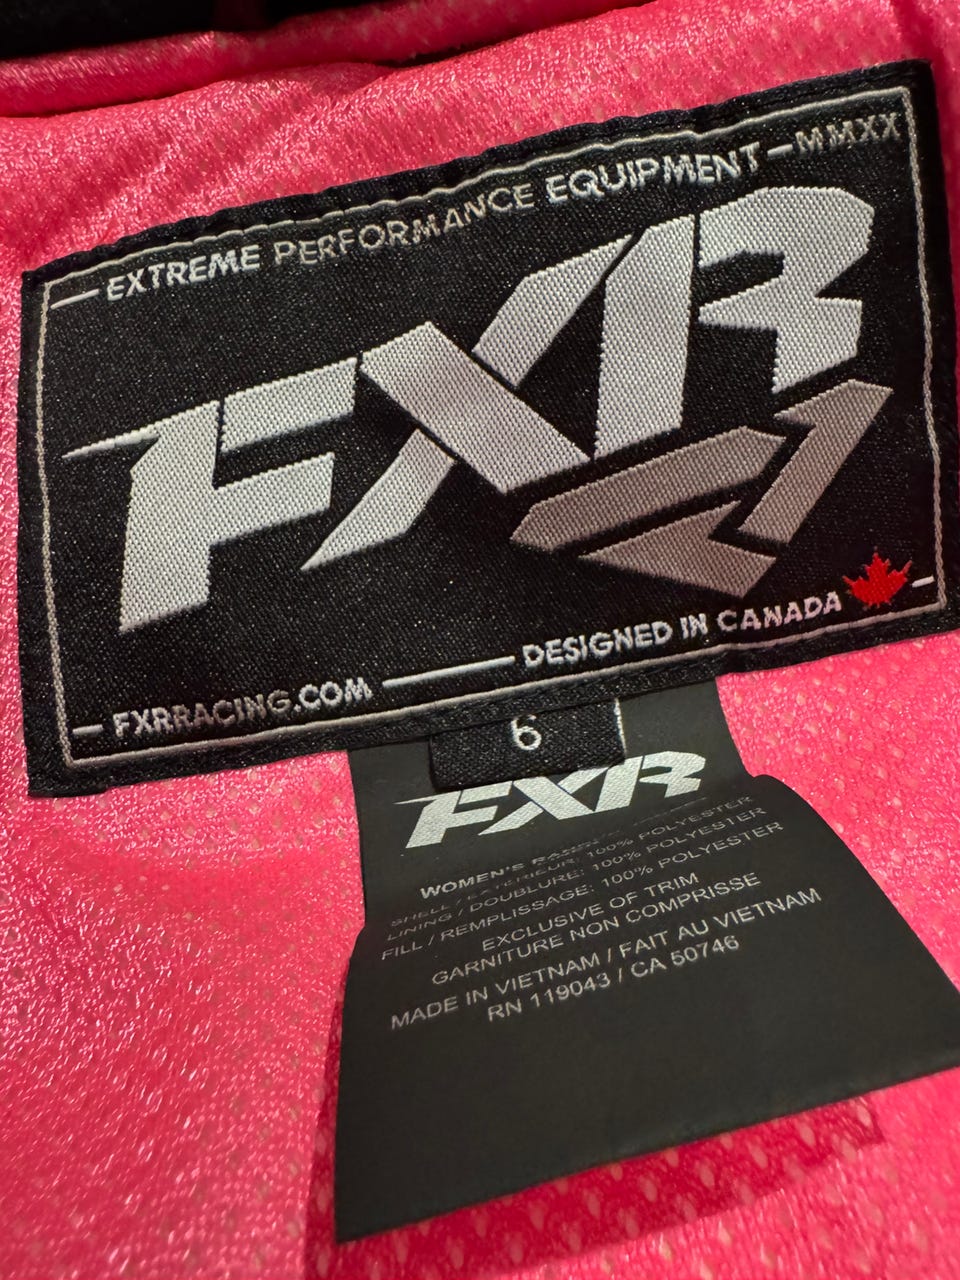 EXTREME PERFORMANCE EQUIPMENT MMXX
FXR
FXRRACING.COM DESIGNED IN CANADA
6
FXR
WOMEN'S
SHELL / EXTÉRIEUR: 100% POLYESTER
LINING / DOUBLURE: 100% POLYESTER
FILL / REMPLISSAGE: 100% POLYESTER
EXCLUSIVE OF TRIM
GARNITURE NON COMPRISSE
MADE IN VIETNAM / FAIT AU VIETNAM
RN 119043 / CA 50746